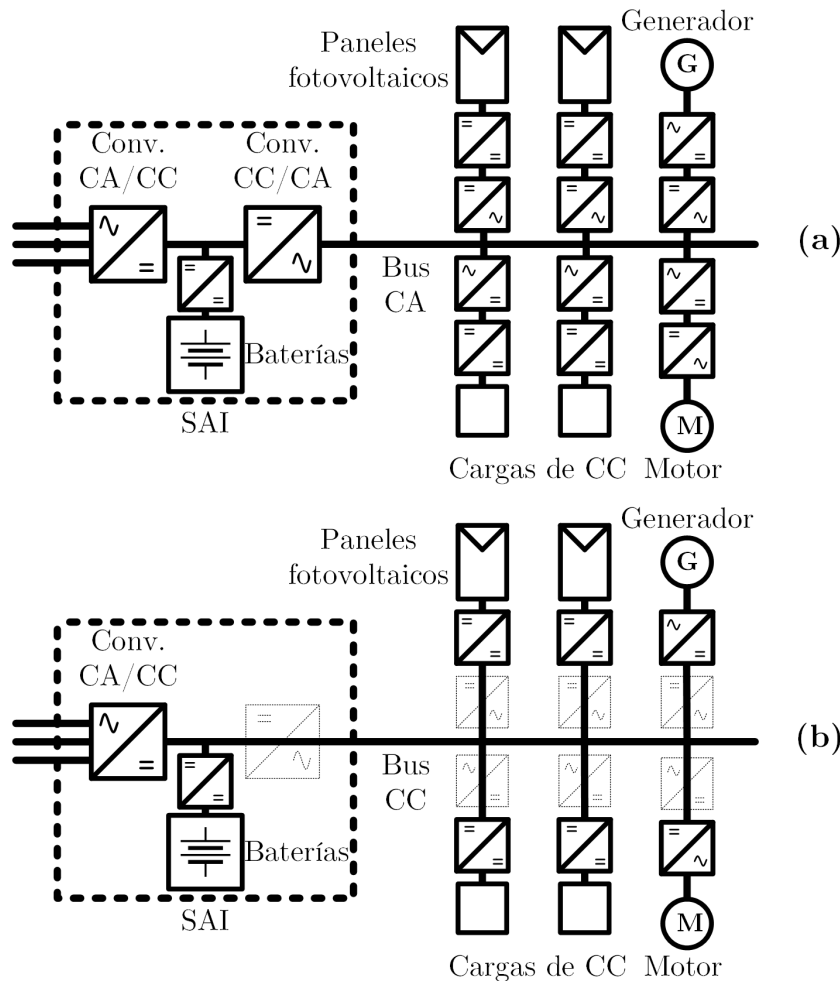 Generador
Paneles
fotovoltaicos
G
Conv.
CA/CC
Conv.
CC/CA
(a)
Bus
CA
Baterías
SAI
M
Cargas de CC
Motor
Generador
Paneles
fotovoltaicos
G
Conv.
CA/CC
(b)
Bus
CC
Baterías
SAI
M
Cargas de CC
Motor